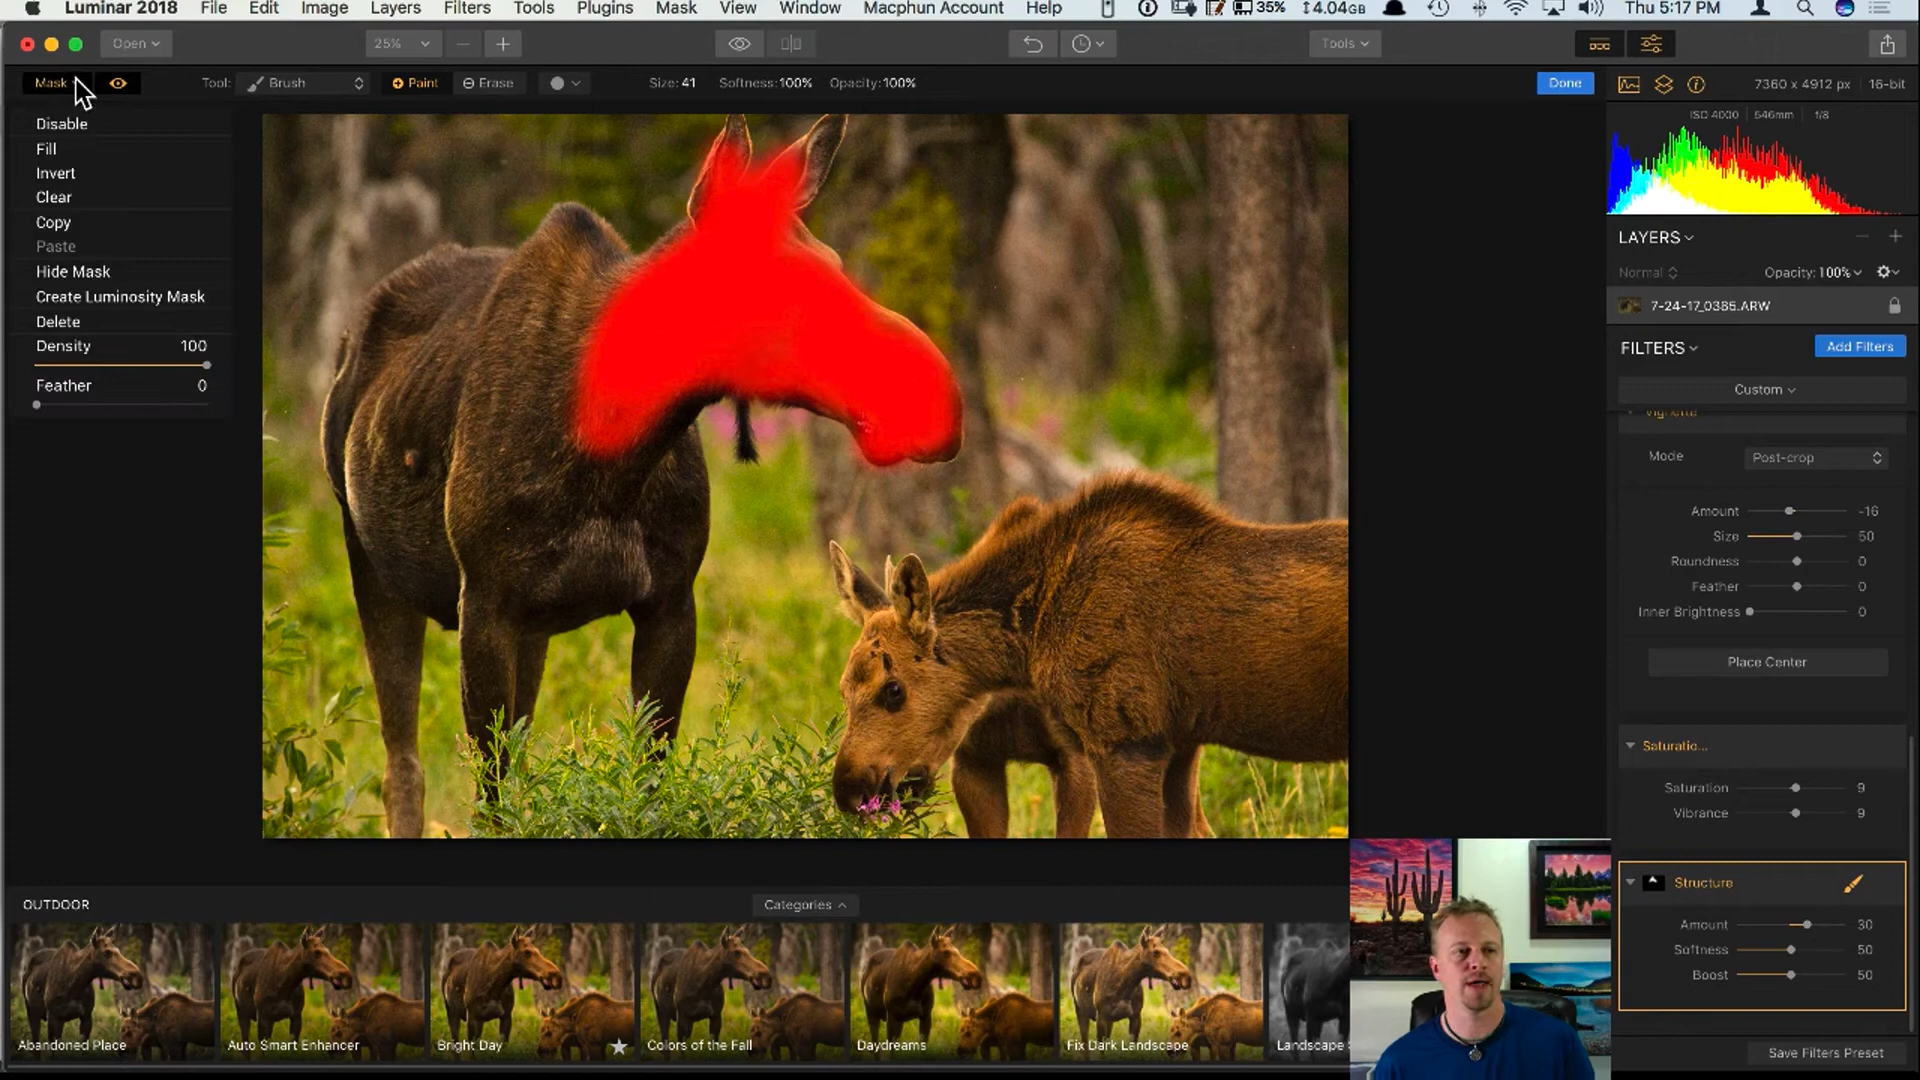 Luminar 2018 File Edit Image Layers Filters Tools Plugins Mask View Window Macphun Account Help 35% 4.04GB Thu 5:17 PM
Open 25% Tools
Mask Tool: Brush Paint Erase Size: 41 Softness: 100% Opacity: 100% Done 7360 x 4912 px 16-bit
Disable
Fill
Invert
Clear
Copy
Paste
Hide Mask
Create Luminosity Mask
Delete
Density 100
Feather 0
ISO 4000 546mm f/8
LAYERS
Normal Opacity: 100%
7-24-17_0385.ARW
FILTERS Add Filters
Custom
Vignette
Mode Post-crop
Amount -16
Size 50
Roundness 0
Feather 0
Inner Brightness 0
Place Center
Saturatio...
Saturation 9
Vibrance 9
Structure
Amount 30
Softness 50
Boost 50
Save Filters Preset
OUTDOOR Categories
Abandoned Place Auto Smart Enhancer Bright Day Colors of the Fall Daydreams Fix Dark Landscape Landscape